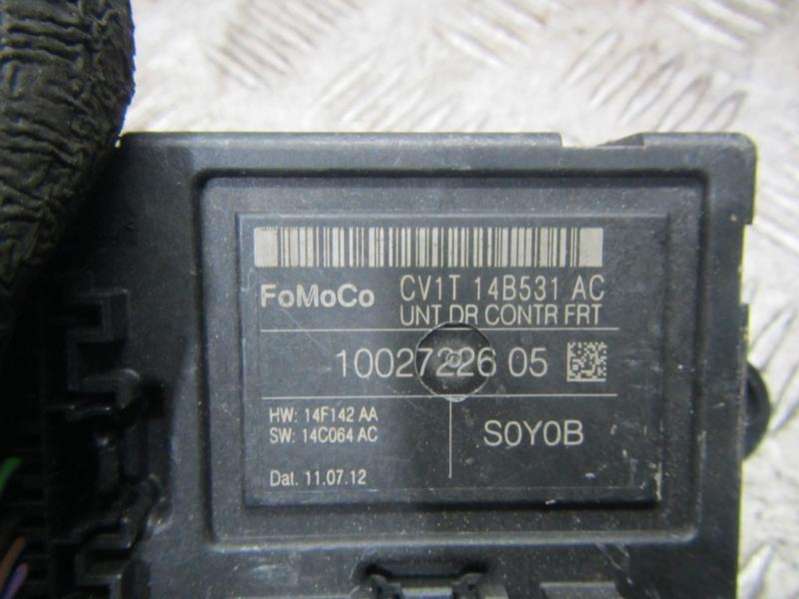 FoMoCo CV1T 14B531 AC
UNT DR CONTR FRT
10027226 05
HW: 14F142 AA
SW: 14C064 AC
S0Y0B
Dat. 11.07.12